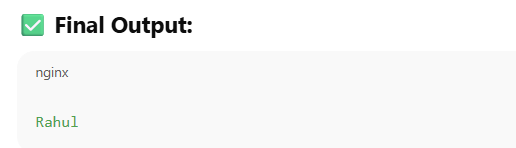 ✅ Final Output:
nginx
Rahul